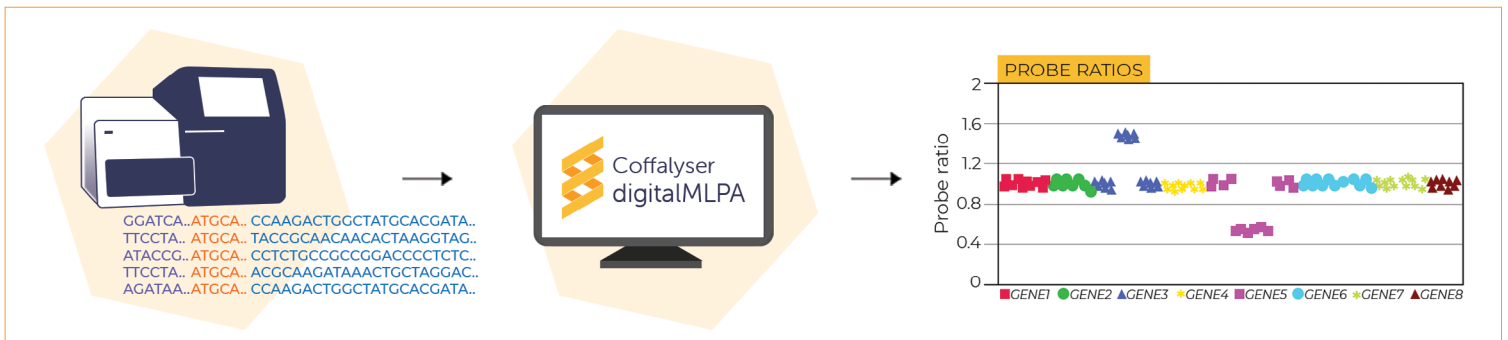 GGATCA..ATGCA.. CCAAGACTGGCTATGCACGATA..
TTCCTA.. ATGCA.. TACCGCAACAACACTAAGGTAG..
ATACCG..ATGCA.. CCTCTGCCGCCGGACCCCTCTC..
TTCCTA.. ATGCA.. ACGCAAGATAAACTGCTAGGAC..
AGATAA..ATGCA.. CCAAGACTGGCTATGCACGATA..
Coffalyser
digitalMLPA
PROBE RATIOS
Probe ratio
2
1.6
1.2
0.8
0.4
0
GENE1 GENE2 GENE3 GENE4 GENE5 GENE6 GENE7 GENE8